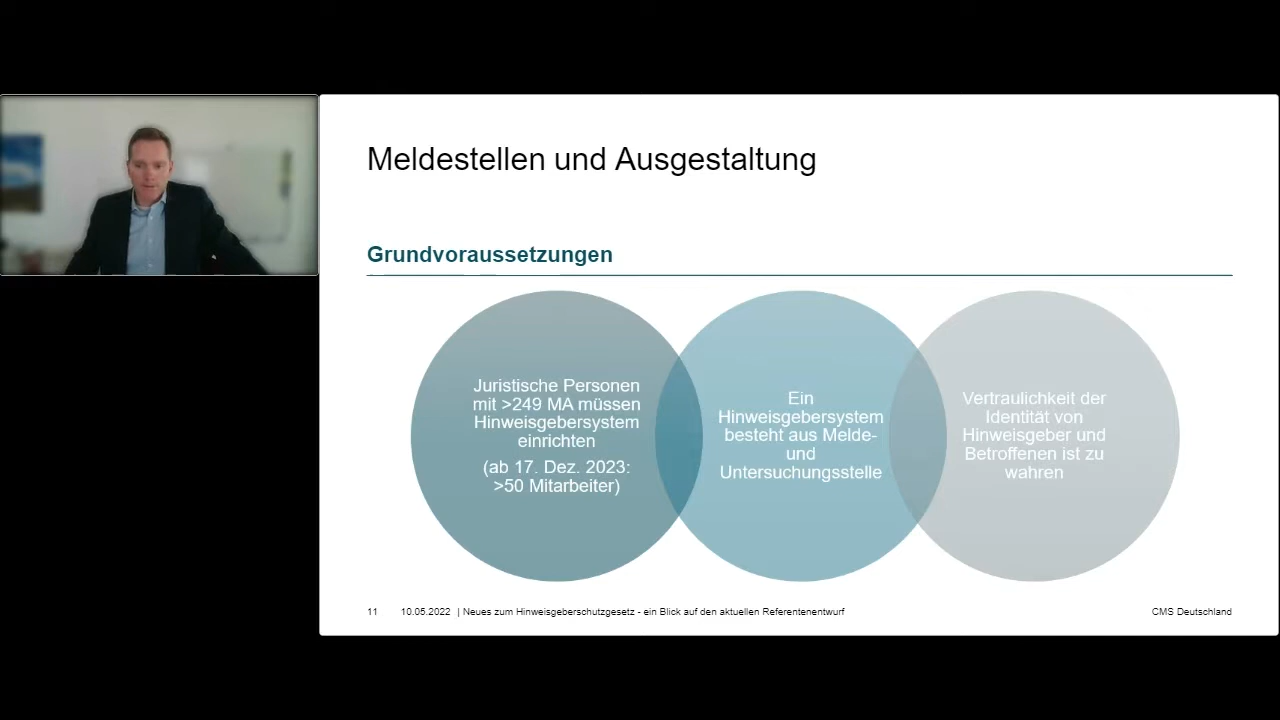 Meldestellen und Ausgestaltung
Grundvoraussetzungen
Juristische Personen
mit >249 MA müssen
Hinweisgebersystem
einrichten
(ab 17. Dez. 2023:
>50 Mitarbeiter)
Ein
Hinweisgebersystem
besteht aus Melde-
und
Untersuchungsstelle
Vertraulichkeit der
Identität von
Hinweisgeber und
Betroffenen ist zu
wahren
11 10.05.2022 | Neues zum Hinweisgeberschutzgesetz - ein Blick auf den aktuellen Referentenentwurf CMS Deutschland